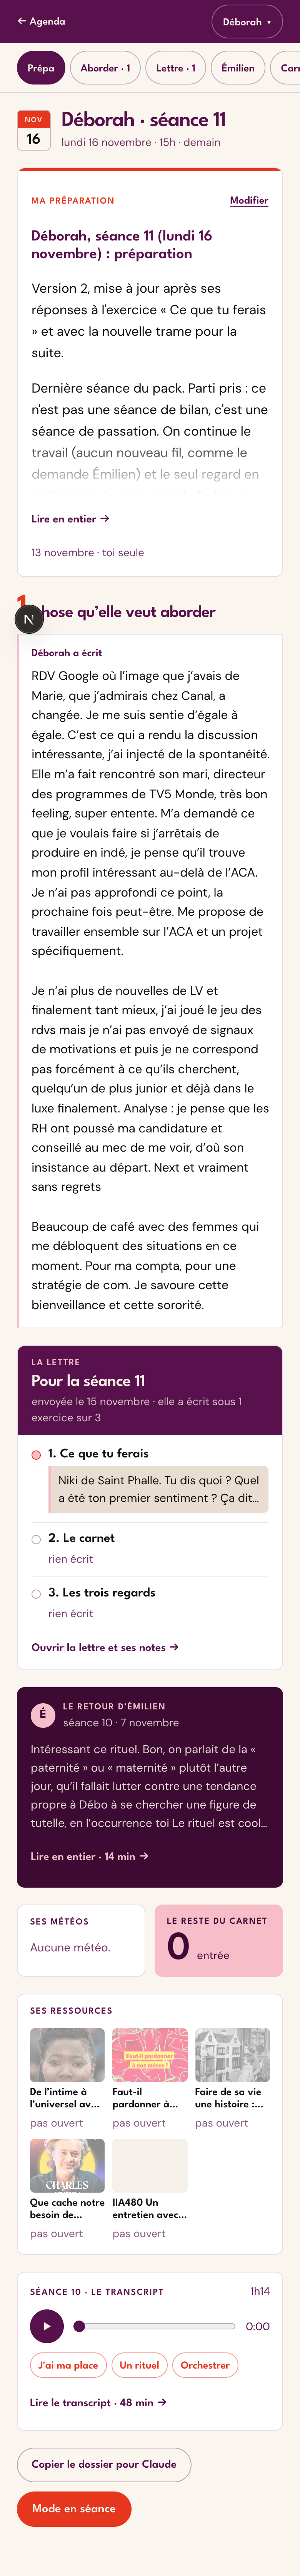 ← Agenda
Déborah ▾
Prépa
Aborder · 1
Lettre · 1
Émilien
NOV
16
Déborah · séance 11
lundi 16 novembre · 15h · demain
MA PRÉPARATION
Modifier
Déborah, séance 11 (lundi 16
novembre) : préparation
Version 2, mise à jour après ses
réponses à l'exercice « Ce que tu ferais
» et avec la nouvelle trame pour la
suite.
Dernière séance du pack. Parti pris : ce
n'est pas une séance de bilan, c'est une
séance de passation. On continue le
travail (aucun nouveau fil, comme le
demande Émilien) et le seul regard en
Lire en entier →
13 novembre · toi seule
1
hose qu’elle veut aborder
N
Déborah a écrit
RDV Google où l’image que j’avais de
Marie, que j’admirais chez Canal, a
changée. Je me suis sentie d’égale à
égale. C’est ce qui a rendu la discussion
intéressante, j’ai injecté de la spontanéité.
Elle m’a fait rencontré son mari, director
des programmes de TV5 Monde, très bon
feeling, super entente. M’a demandé ce
que je voulais faire si j’arrêtais de
produire en indé, je pense qu’il trouve
mon profil intéressant au-delà de l’ACA.
Je n’ai pas approfondi ce point, la
prochaine fois peut-être. Me propose de
travailler ensemble sur l’ACA et un projet
spécifiquement.
Je n’ai plus de nouvelles de LV et
finalement tant mieux, j’ai joué le jeu des
rdvs mais je n’ai pas envoyé de signaux
de motivations et puis je ne correspond
pas forcément à ce qu’ils cherchent,
quelqu’un de plus junior et déjà dans le
luxe finalement. Analyse : je pense que les
RH ont poussé ma candidature et
conseillé au mec de me voir, d’où son
insistance au départ. Next et vraiment
sans regrets
Beaucoup de café avec des femmes qui
me débloquent des situations en ce
moment. Pour ma compta, pour une
stratégie de com. Je savoure cette
bienveillance et cette sororité.
LA LETTRE
Pour la séance 11
envoyée le 15 novembre · elle a écrit sous 1
exercice sur 3
1. Ce que tu ferais
Niki de Saint Phalle. Tu dis quoi ? Quel
a été ton premier sentiment ? Ça dit…
2. Le carnet
rien écrit
3. Les trois regards
rien écrit
Ouvrir la lettre et ses notes →
É
LE RETOUR D’ÉMILIEN
séance 10 · 7 novembre
Intéressant ce rituel. Bon, on parlait de la «
paternité » ou « maternité » plutôt l’autre
jour, qu’il fallait lutter contre une tendance
propre à Débo à se chercher une figure de
tutelle, en l’occurrence toi Le rituel est cool…
Lire en entier · 14 min →
SES MÉTÉOS
Aucune météo.
LE RESTE DU CARNET
0 entrée
SES RESSOURCES
Faut-il pardonner
à nos mères ?
De l’intime à
l’universel av…
pas ouvert
Faut-il
pardonner à…
pas ouvert
Faire de sa vie
une histoire :…
pas ouvert
CHARLES
Que cache notre
besoin de…
pas ouvert
IIA480 Un
entretien avec…
pas ouvert
SÉANCE 10 · LE TRANSCRIPT
1h14
0:00
J'ai ma place
Un rituel
Orchestrer
Lire le transcript · 48 min →
Copier le dossier pour Claude
Mode en séance